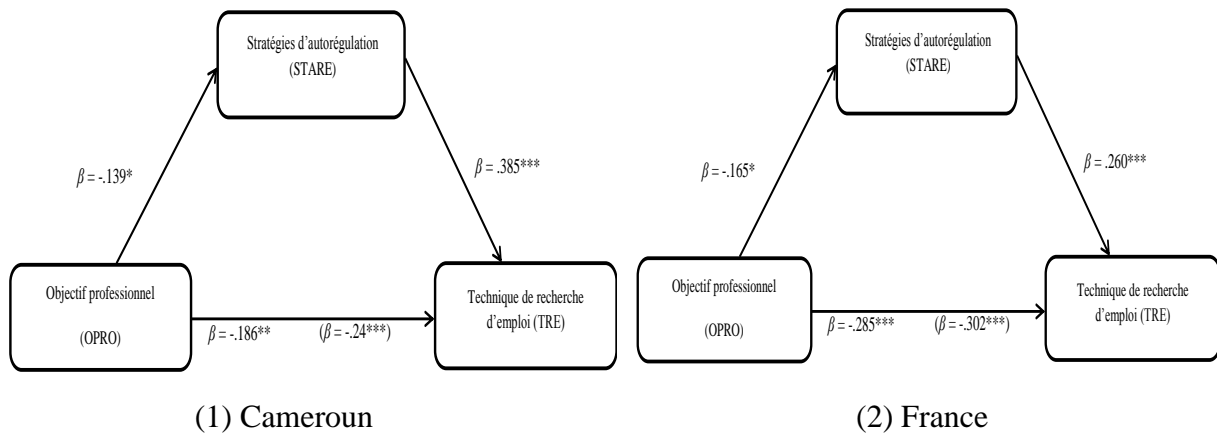 Stratégies d'autorégulation
(STARE)
β = -.139*
β = .385***
Objectif professionnel
(OPRO)
β = -.186**
(β = -.24***)
Technique de recherche
d'emploi (TRE)
(1) Cameroun
Stratégies d'autorégulation
(STARE)
β = -.165*
β = .260***
Objectif professionnel
(OPRO)
β = -.285***
(β = -.302***)
Technique de recherche
d'emploi (TRE)
(2) France